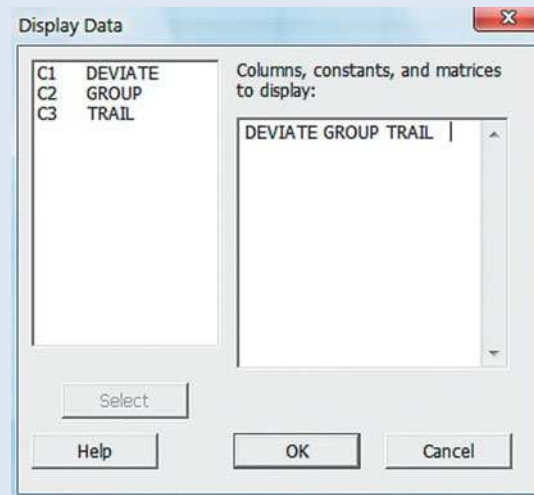 Display Data
C1 DEVIATE
C2 GROUP
C3 TRAIL
Columns, constants, and matrices
to display:
DEVIATE GROUP TRAIL
Select
Help
OK
Cancel